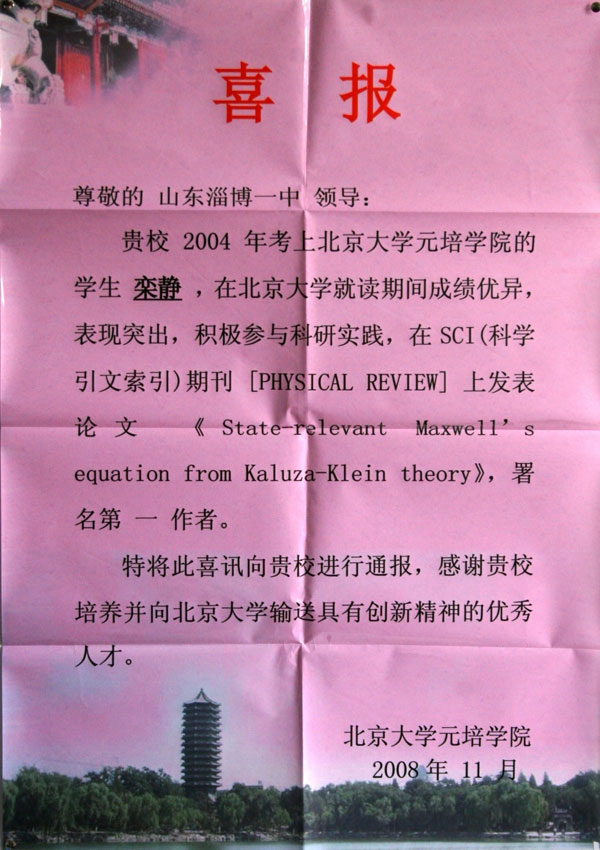 喜 报
尊敬的 山东淄博一中 领导：
贵校 2004 年考上北京大学元培学院的
学生 栾静 ，在北京大学就读期间成绩优异，
表现突出，积极参与科研实践，在 SCI(科学
引文索引)期刊 [PHYSICAL REVIEW] 上发表
论 文 《 State-relevant Maxwell’s
equation from Kaluza-Klein theory》，署
名第 一 作者。
特将此喜讯向贵校进行通报，感谢贵校
培养并向北京大学输送具有创新精神的优秀
人才。
北京大学元培学院
2008 年 11 月